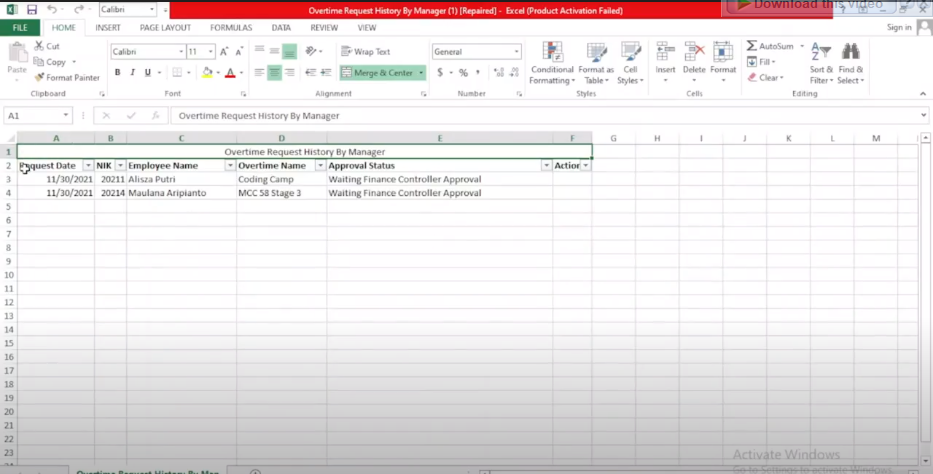 Calibri
Overtime Request History By Manager (1) [Repaired] - Excel (Product Activation Failed)
Download this video
FILE HOME INSERT PAGE LAYOUT FORMULAS DATA REVIEW VIEW Sign in
Paste
Cut
Copy
Format Painter
Calibri 11
B I U A
Wrap Text
Merge & Center
General
$ % ,
Conditional Formatting
Format as Table
Cell Styles
Insert Delete Format
AutoSum
Fill
Clear
Sort & Filter
Find & Select
Clipboard Font Alignment Number Styles Cells Editing
A1 fx Overtime Request History By Manager
A B C D E F G H I J K L M
1 Overtime Request History By Manager
2 Request Date NIK Employee Name Overtime Name Approval Status Action
3 11/30/2021 20211 Alisza Putri Coding Camp Waiting Finance Controller Approval
4 11/30/2021 20214 Maulana Aripianto MCC 58 Stage 3 Waiting Finance Controller Approval
5
6
7
8
9
10
11
12
13
14
15
16
17
18
19
20
21
22
23
Activate Windows
Go to Settings to activate Windows.
Overtime Request History By Man